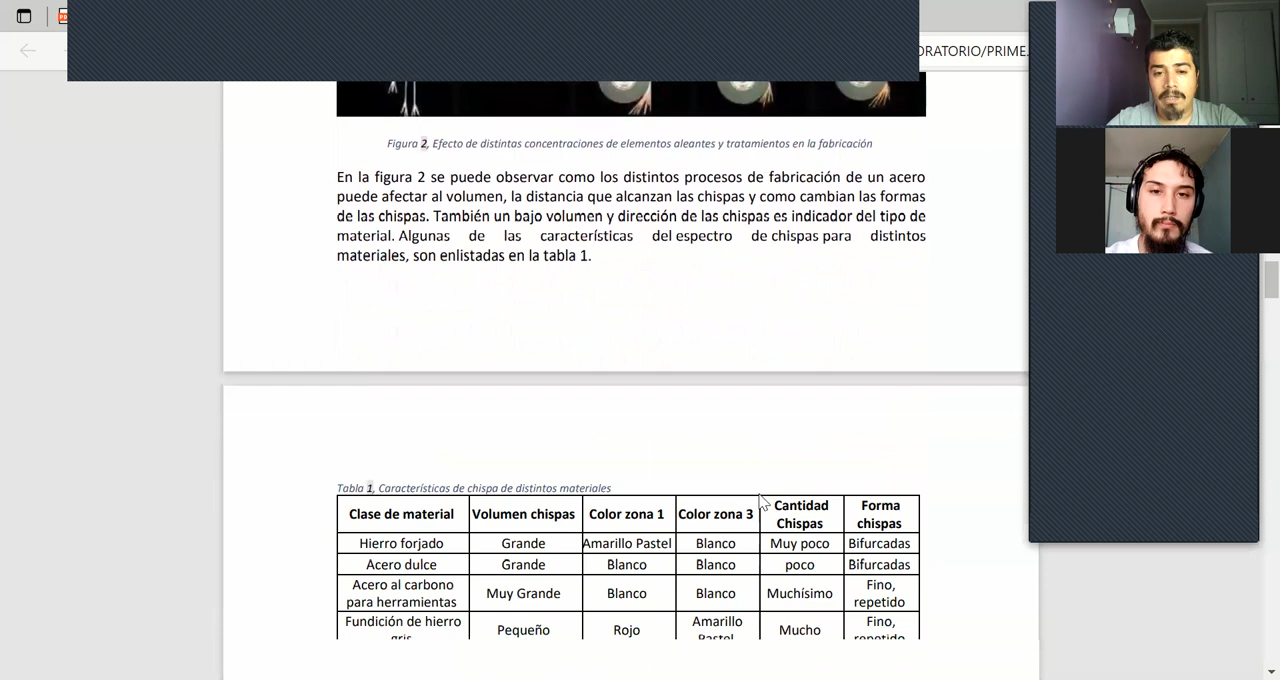 ORATORIO/PRIME.
Figura 2, Efecto de distintas concentraciones de elementos aleantes y tratamientos en la fabricación
En la figura 2 se puede observar como los distintos procesos de fabricación de un acero
puede afectar al volumen, la distancia que alcanzan las chispas y como cambian las formas
de las chispas. También un bajo volumen y dirección de las chispas es indicador del tipo de
material. Algunas de las características del espectro de chispas para distintos
materiales, son enlistadas en la tabla 1.
Tabla 1, Características de chispa de distintos materiales
Clase de material Volumen chispas Color zona 1 Color zona 3 Cantidad Chispas Forma chispas
Hierro forjado Grande Amarillo Pastel Blanco Muy poco Bifurcadas
Acero dulce Grande Blanco Blanco poco Bifurcadas
Acero al carbono para herramientas Muy Grande Blanco Blanco Muchísimo Fino, repetido
Fundición de hierro gris Pequeño Rojo Amarillo Pastel Mucho Fino, repetido